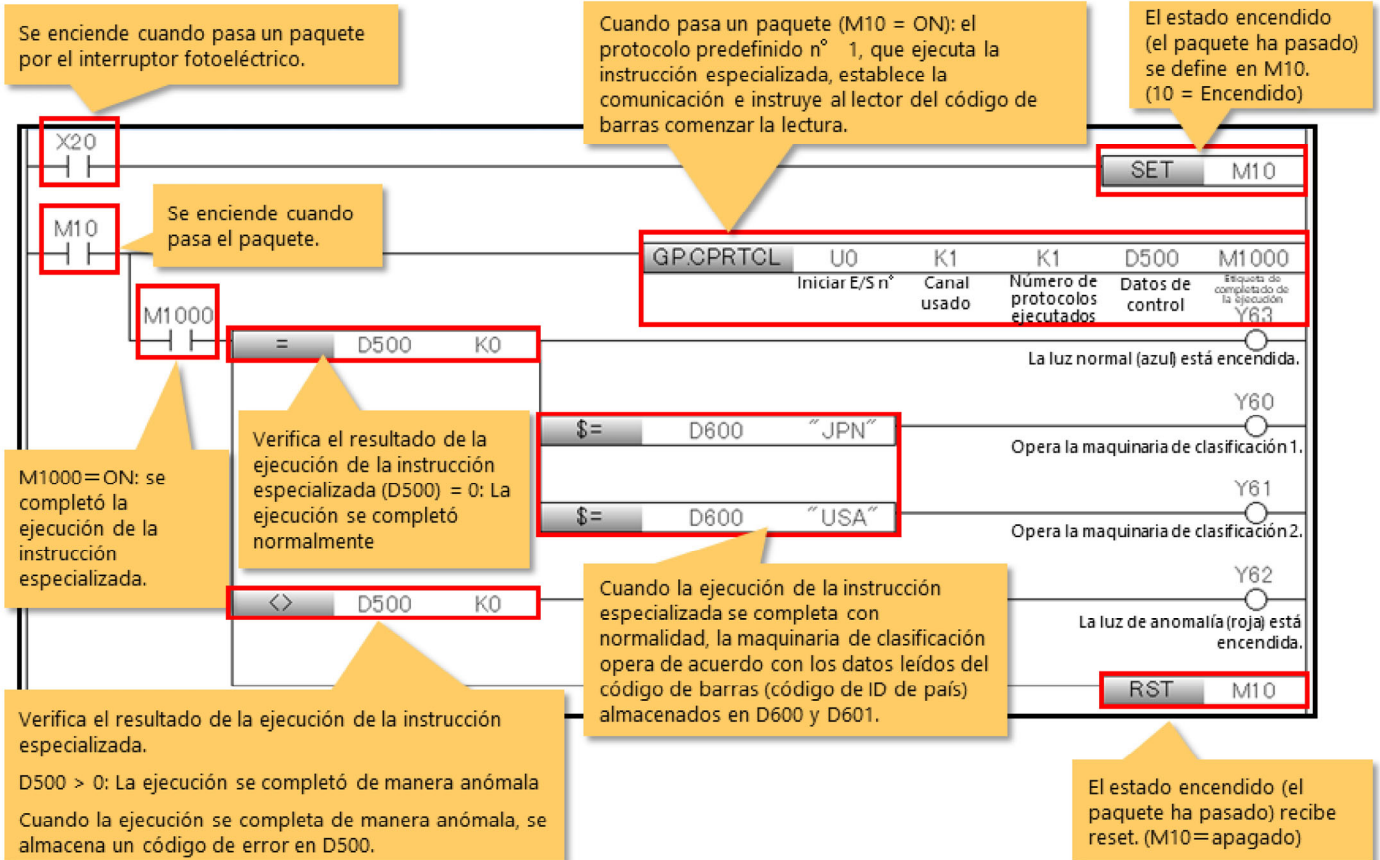 Se enciende cuando pasa un paquete
por el interruptor fotoeléctrico.
Cuando pasa un paquete (M10 = ON): el
protocolo predefinido n° 1, que ejecuta la
instrucción especializada, establece la
comunicación e instruye al lector del código de
barras comenzar la lectura.
El estado encendido
(el paquete ha pasado)
se define en M10.
(10 = Encendido)
X20
SET M10
M10
Se enciende cuando
pasa el paquete.
GP.CPRTCL U0 K1 K1 D500 M1000
Iniciar E/S n°
Canal
usado
Número de
protocolos
ejecutados
Datos de
control
Etiqueta de
completado de
la ejecución
M1000
Y63
= D500 K0
La luz normal (azul) está encendida.
Y60
$= D600 "JPN"
Opera la maquinaria de clasificación 1.
Y61
$= D600 "USA"
Opera la maquinaria de clasificación 2.
Verifica el resultado de la
ejecución de la instrucción
especializada (D500) = 0: La
ejecución se completó
normalmente
M1000=ON: se
completó la
ejecución de la
instrucción
especializada.
Y62
<> D500 K0
La luz de anomalía (roja) está
encendida.
Cuando la ejecución de la instrucción
especializada se completa con
normalidad, la maquinaria de clasificación
opera de acuerdo con los datos leídos del
código de barras (código de ID de país)
almacenados en D600 y D601.
RST M10
Verifica el resultado de la ejecución de la instrucción
especializada.
D500 > 0: La ejecución se completó de manera anómala
Cuando la ejecución se completa de manera anómala, se
almacena un código de error en D500.
El estado encendido (el
paquete ha pasado) recibe
reset. (M10=apagado)